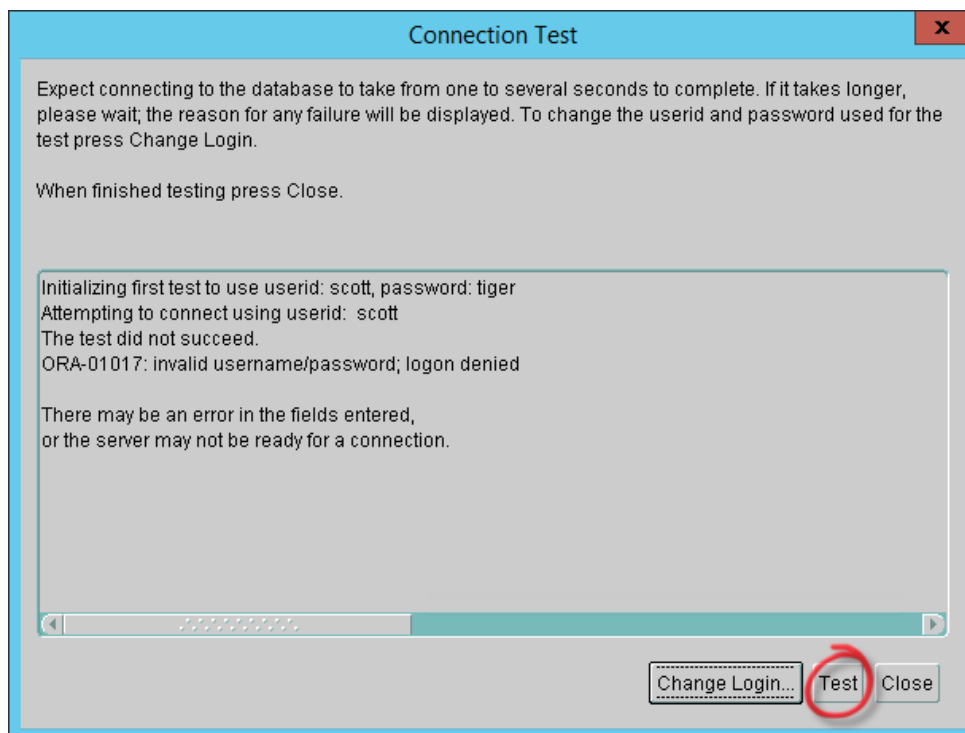 Connection Test
x
Expect connecting to the database to take from one to several seconds to complete. If it takes longer,
please wait; the reason for any failure will be displayed. To change the userid and password used for the
test press Change Login.
When finished testing press Close.
Initializing first test to use userid: scott, password: tiger
Attempting to connect using userid:  scott
The test did not succeed.
ORA-01017: invalid username/password; logon denied
There may be an error in the fields entered,
or the server may not be ready for a connection.
Change Login... Test Close